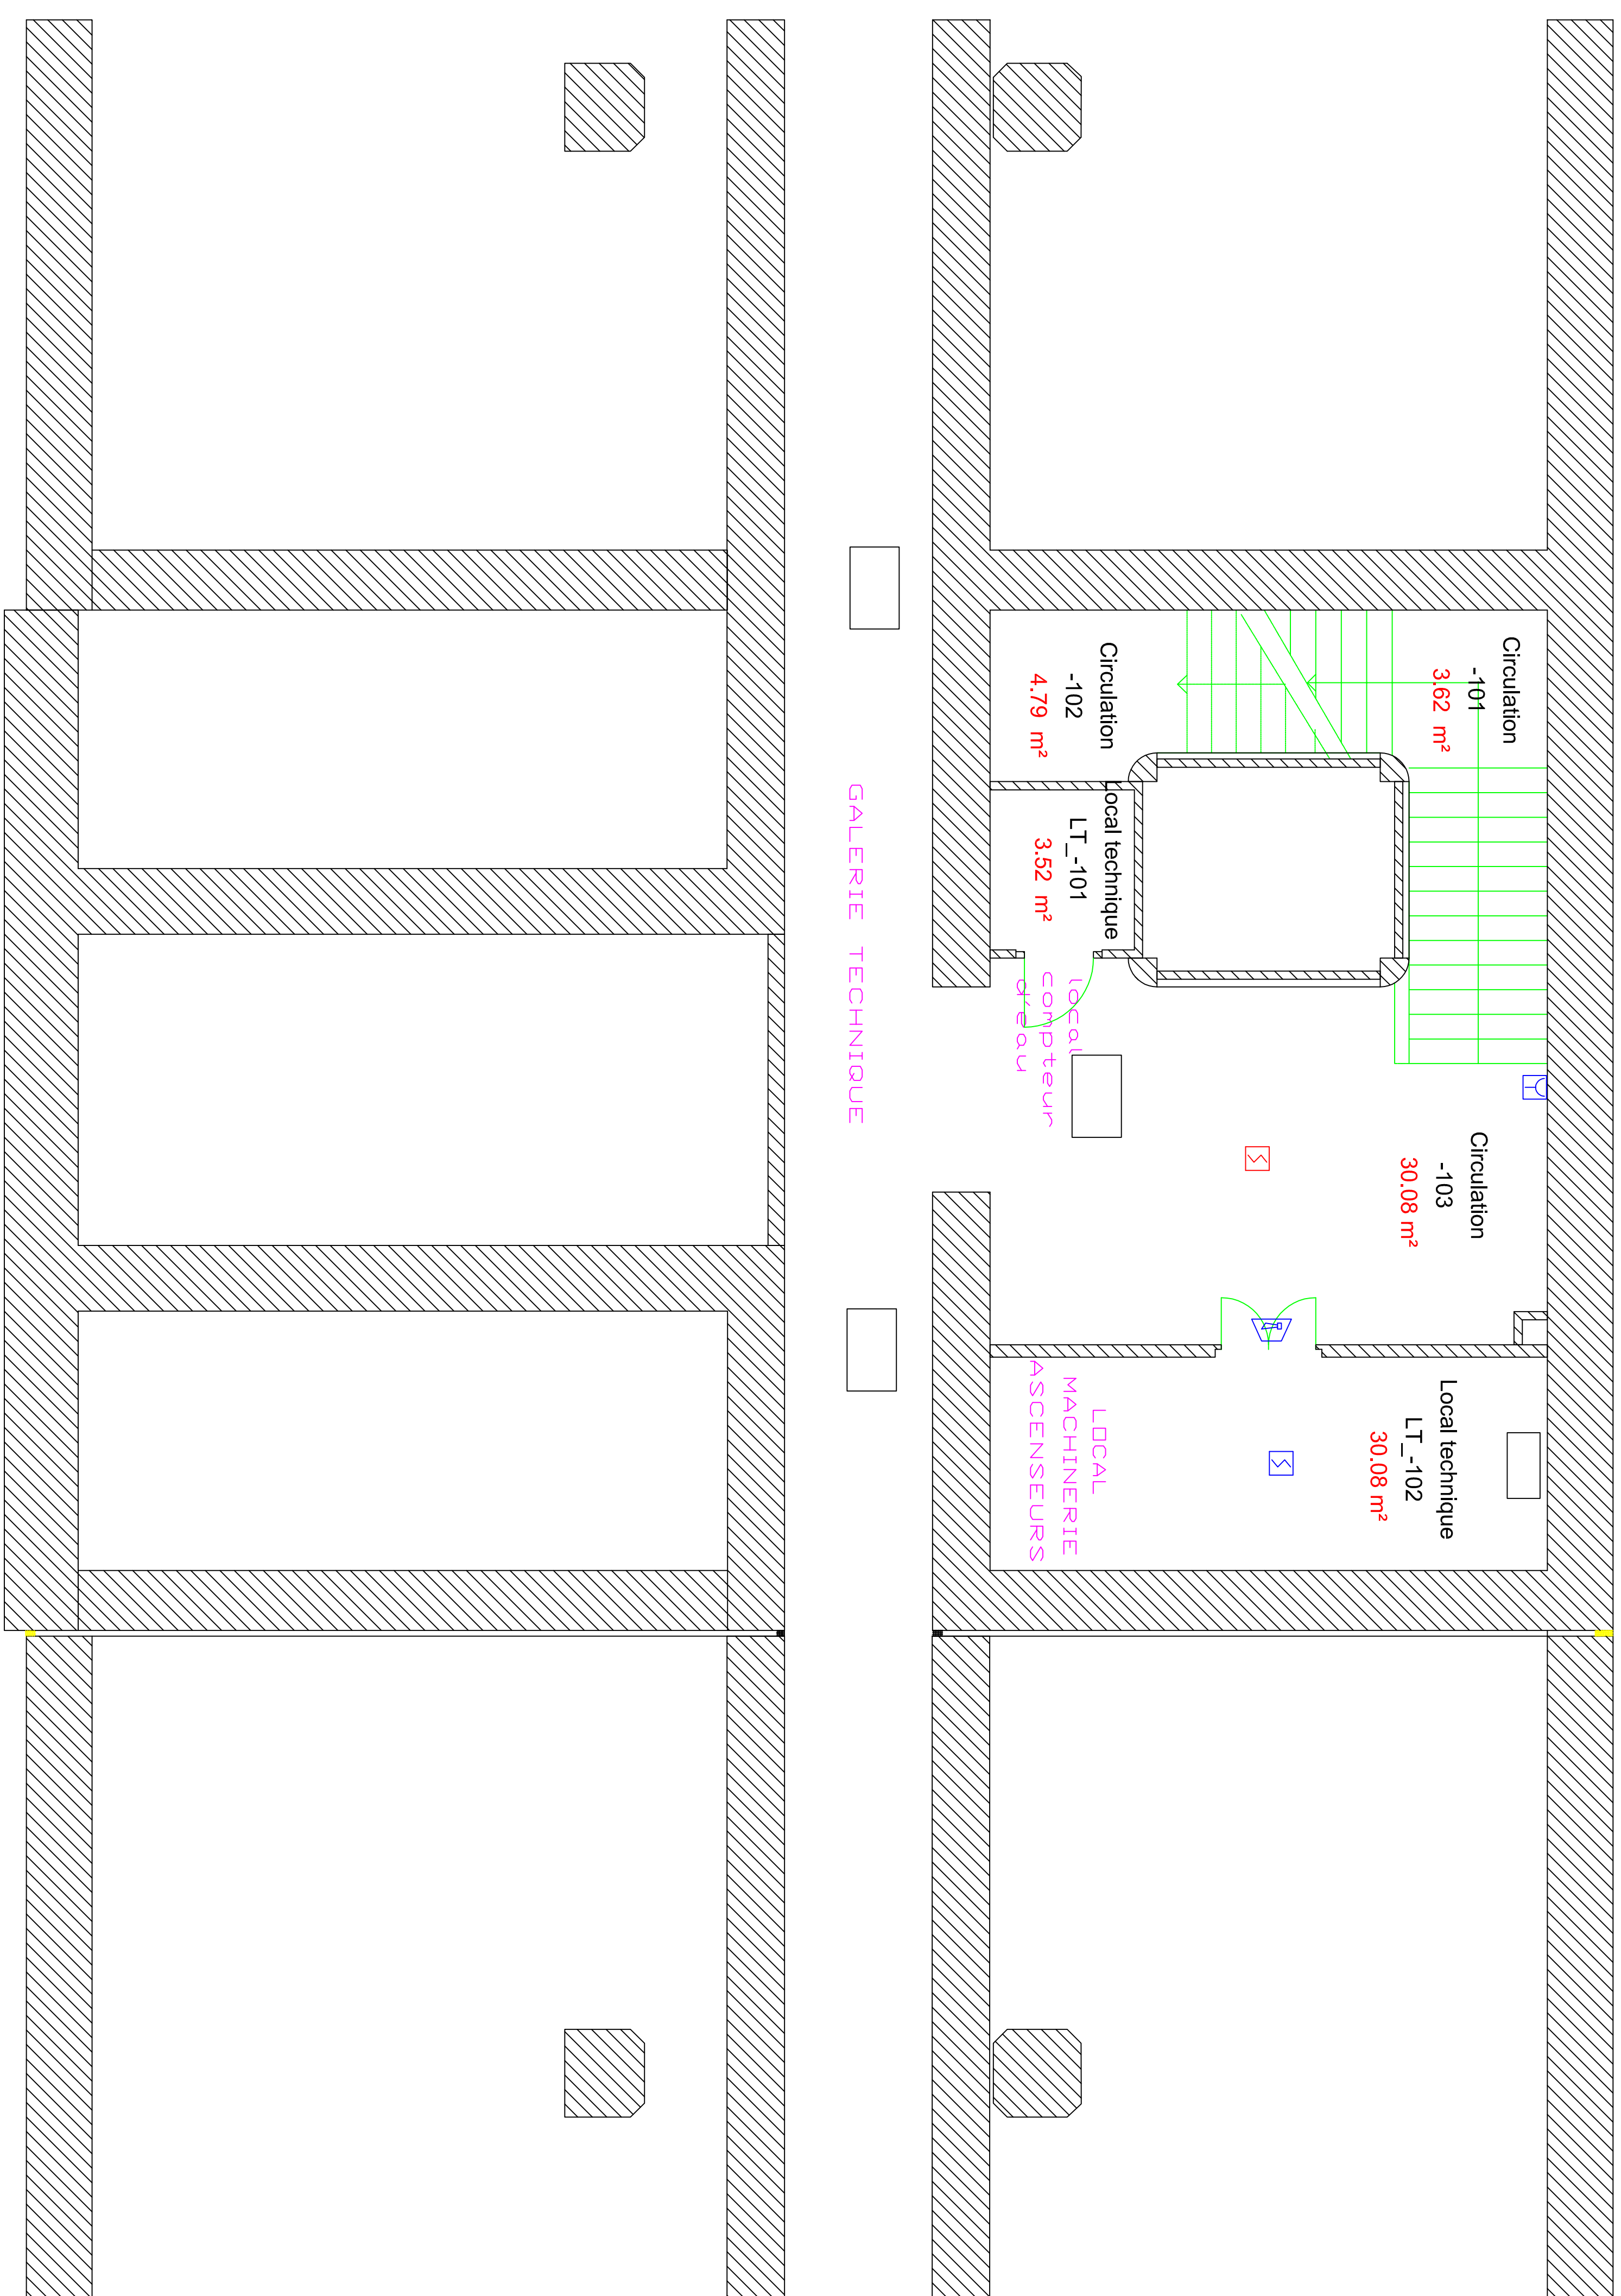 Circulation
-101
3.62 m²
Circulation
-102
4.79 m²
Local technique
LT_-101
3.52 m²
local
compteur
d'eau
GALERIE TECHNIQUE
Circulation
-103
30.08 m²
Local technique
LT_-102
30.08 m²
LOCAL
MACHINERIE
ASCENSEURS